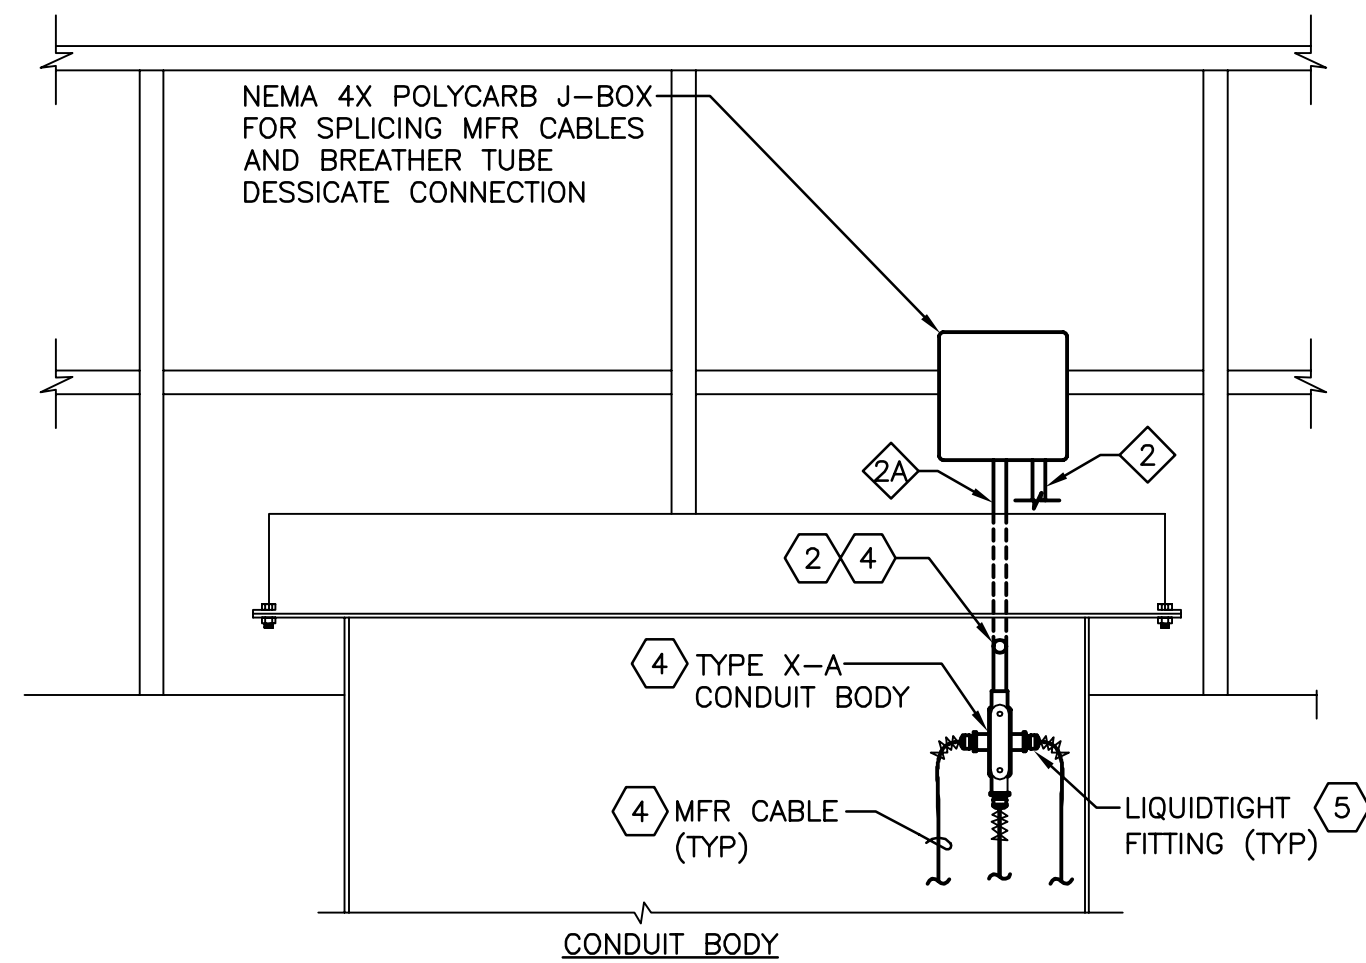 NEMA 4X POLYCARB J-BOX
FOR SPLICING MFR CABLES
AND BREATHER TUBE
DESSICATE CONNECTION
2A
2
2 4
4 TYPE X-A
CONDUIT BODY
4 MFR CABLE
(TYP)
LIQUIDTIGHT 5
FITTING (TYP)
CONDUIT BODY